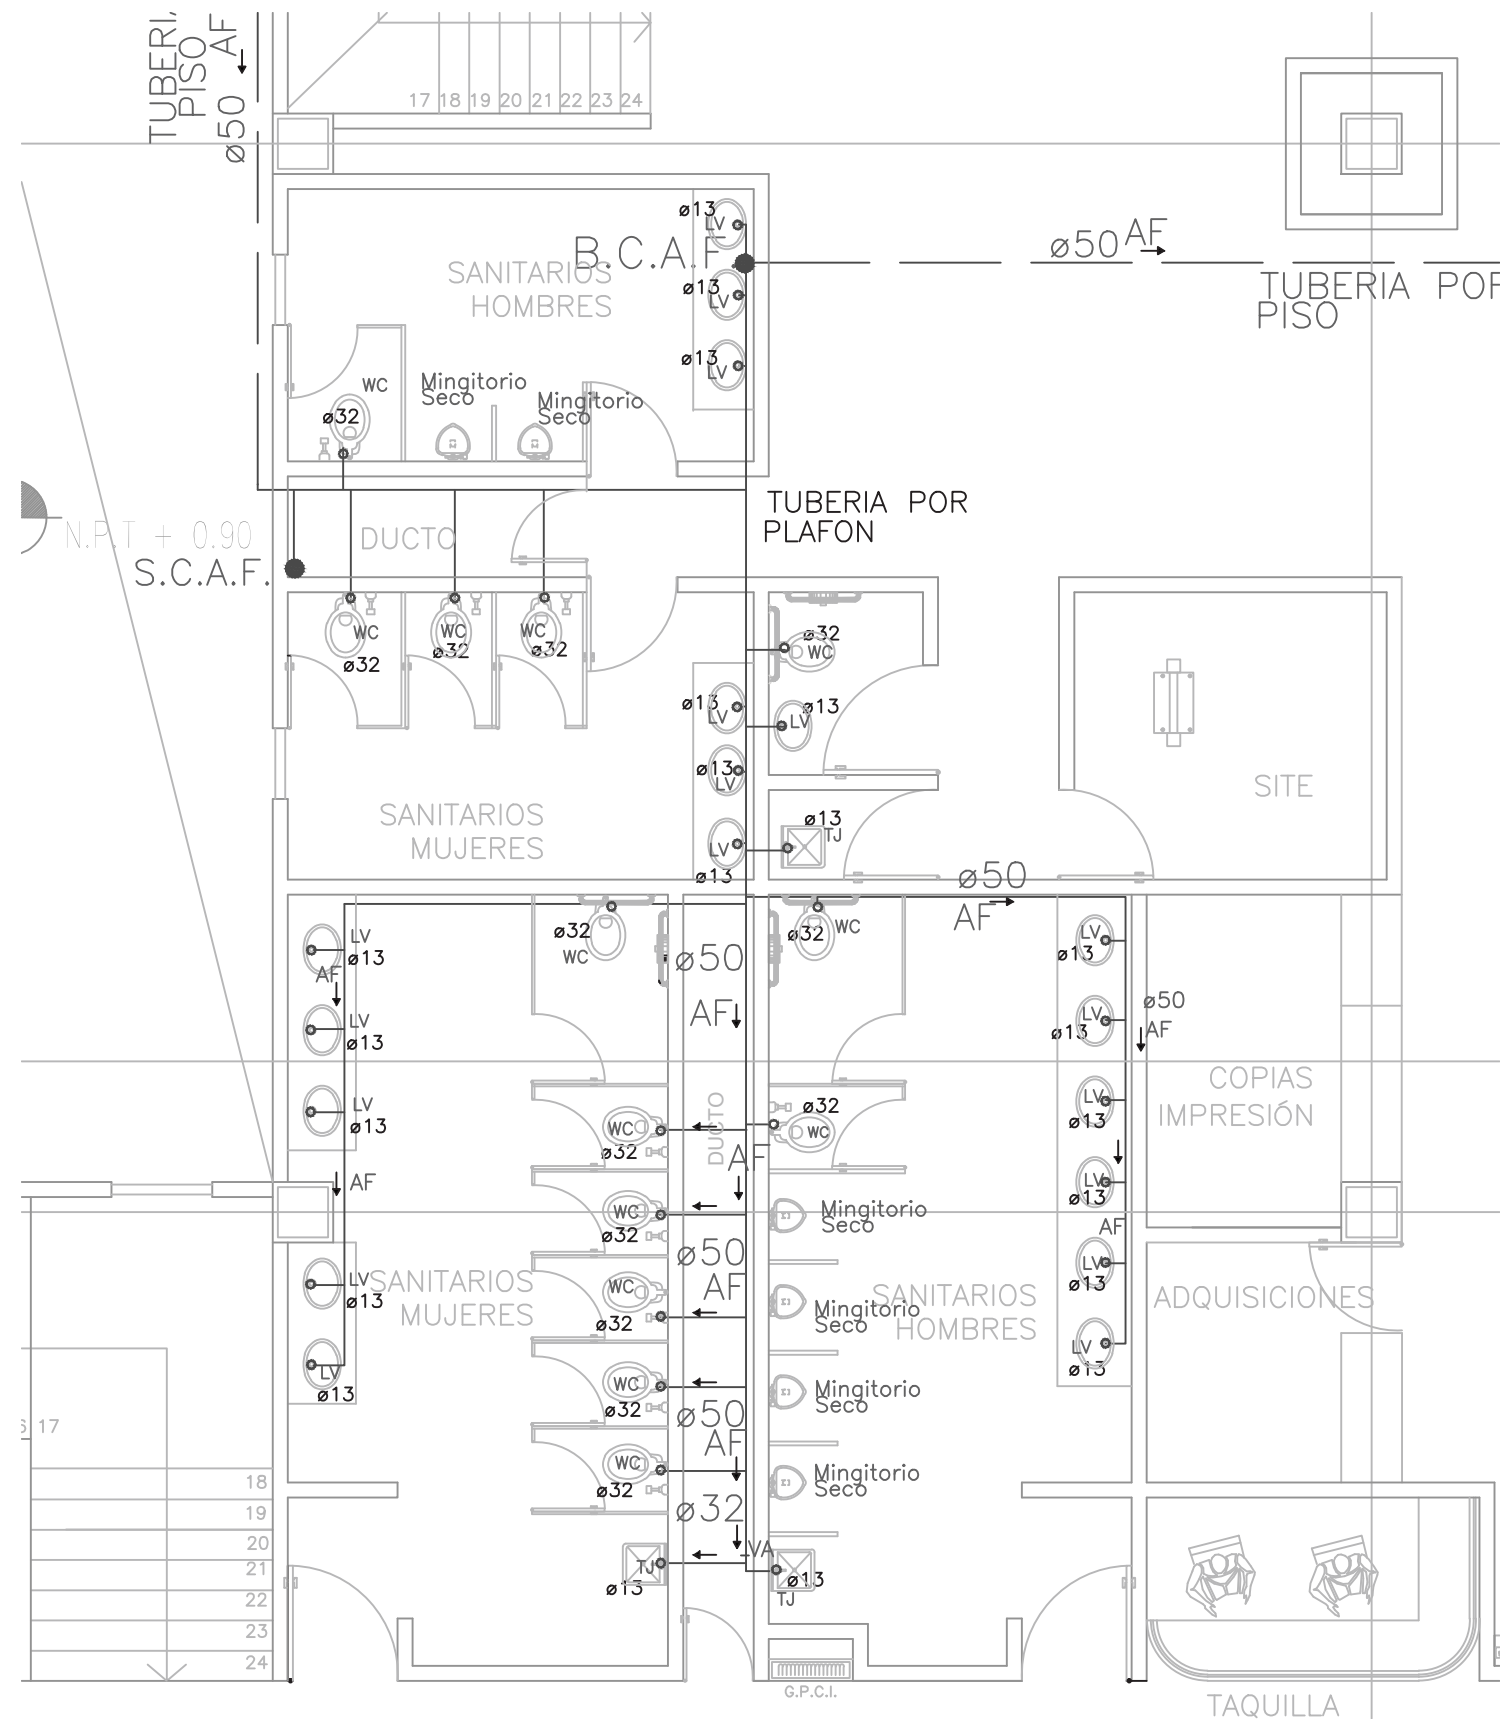 TUBERIA
PISO
ø50 AF
17 18 19 20 21 22 23 24
ø13
LV
B.C.A.F.
ø50 AF
SANITARIOS
HOMBRES
ø13
LV
TUBERIA POR
PISO
ø13
LV
WC
Mingitorio
Seco
Mingitorio
Seco
ø32
TUBERIA POR
PLAFON
N.P.T + 0.90
DUCTO
S.C.A.F.
WC
WC
WC
ø32
ø32
ø32
ø32
WC
ø13
LV
ø13
LV
ø13
LV
SITE
SANITARIOS
MUJERES
ø13
TJ
LV
ø13
ø50
AF
ø32
WC
ø32
WC
LV
ø13
AF
ø50
LV
ø13
ø50
AF
AF
LV
ø13
LV
ø13
COPIAS
IMPRESIÓN
LV
ø13
DUCTO
ø32
WC
WC
ø32
LV
ø13
AF
AF
LV
ø13
WC
ø32
Mingitorio
Seco
AF
ø50
AF
LV
ø13
SANITARIOS
MUJERES
WC
ø32
SANITARIOS
HOMBRES
Mingitorio
Seco
LV
ø13
ADQUISICIONES
LV
ø13
WC
ø32
ø50
AF
Mingitorio
Seco
LV
ø13
17
WC
ø32
Mingitorio
Seco
ø32
18
19
20
21
22
23
24
TJ
ø13
LVA
ø13
TJ
G.P.C.I.
TAQUILLA